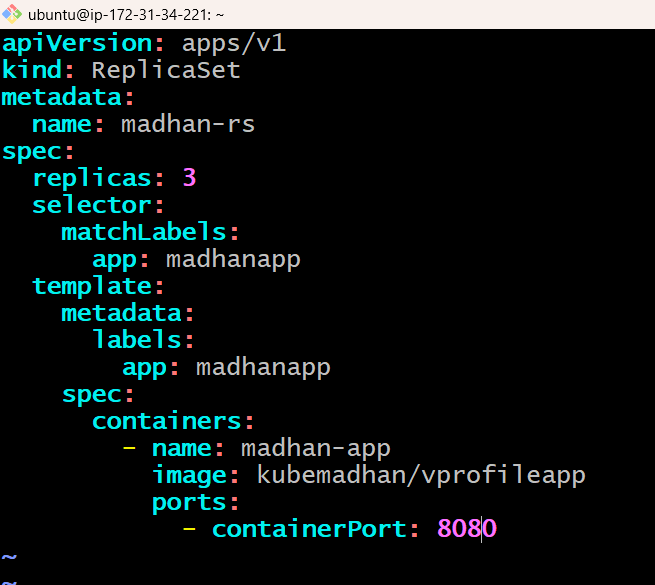 ubuntu@ip-172-31-34-221: ~
apiVersion: apps/v1
kind: ReplicaSet
metadata:
  name: madhan-rs
spec:
  replicas: 3
  selector:
    matchLabels:
      app: madhanapp
  template:
    metadata:
      labels:
        app: madhanapp
    spec:
      containers:
        - name: madhan-app
          image: kubemadhan/vprofileapp
          ports:
            - containerPort: 8080
~
~